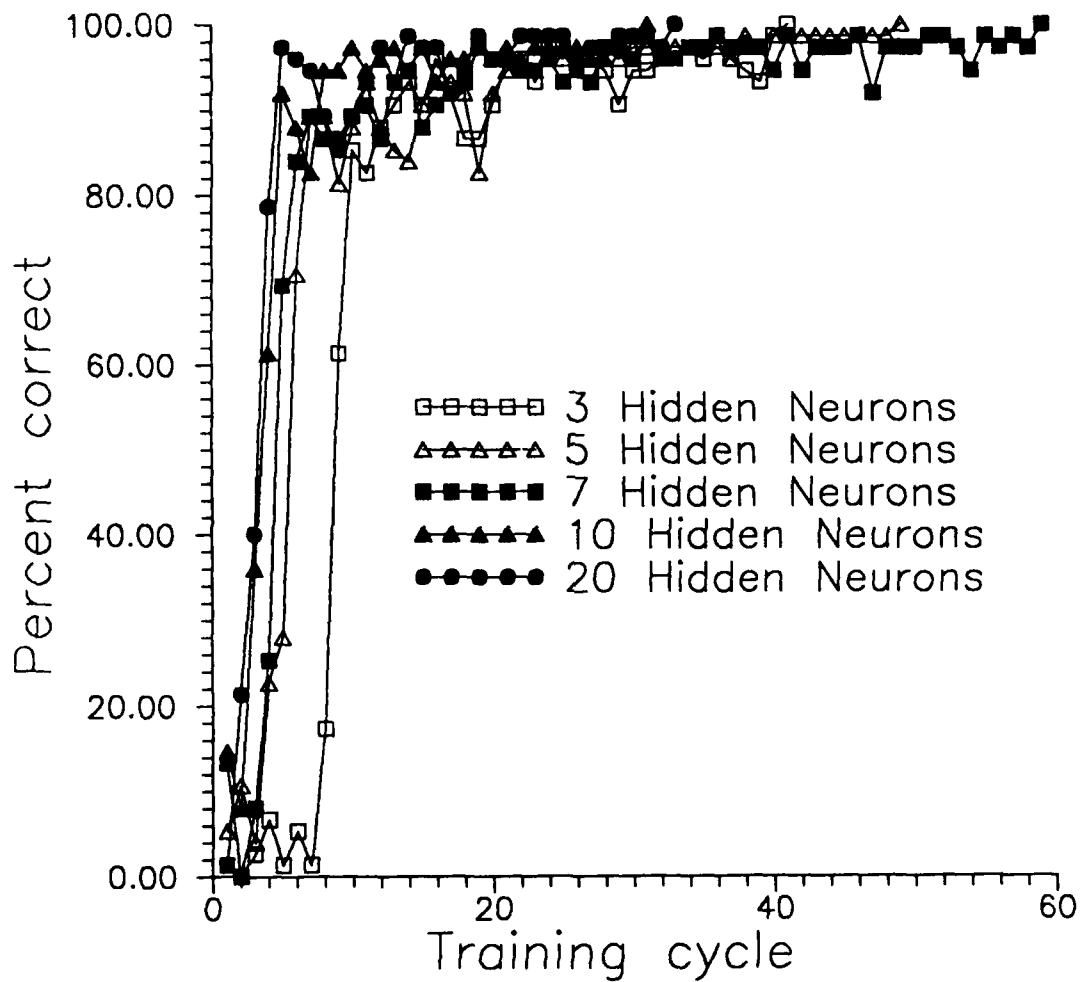 100.00
80.00
60.00
40.00
20.00
0.00
Percent correct
3 Hidden Neurons
5 Hidden Neurons
7 Hidden Neurons
10 Hidden Neurons
20 Hidden Neurons
0
20
40
60
Training cycle